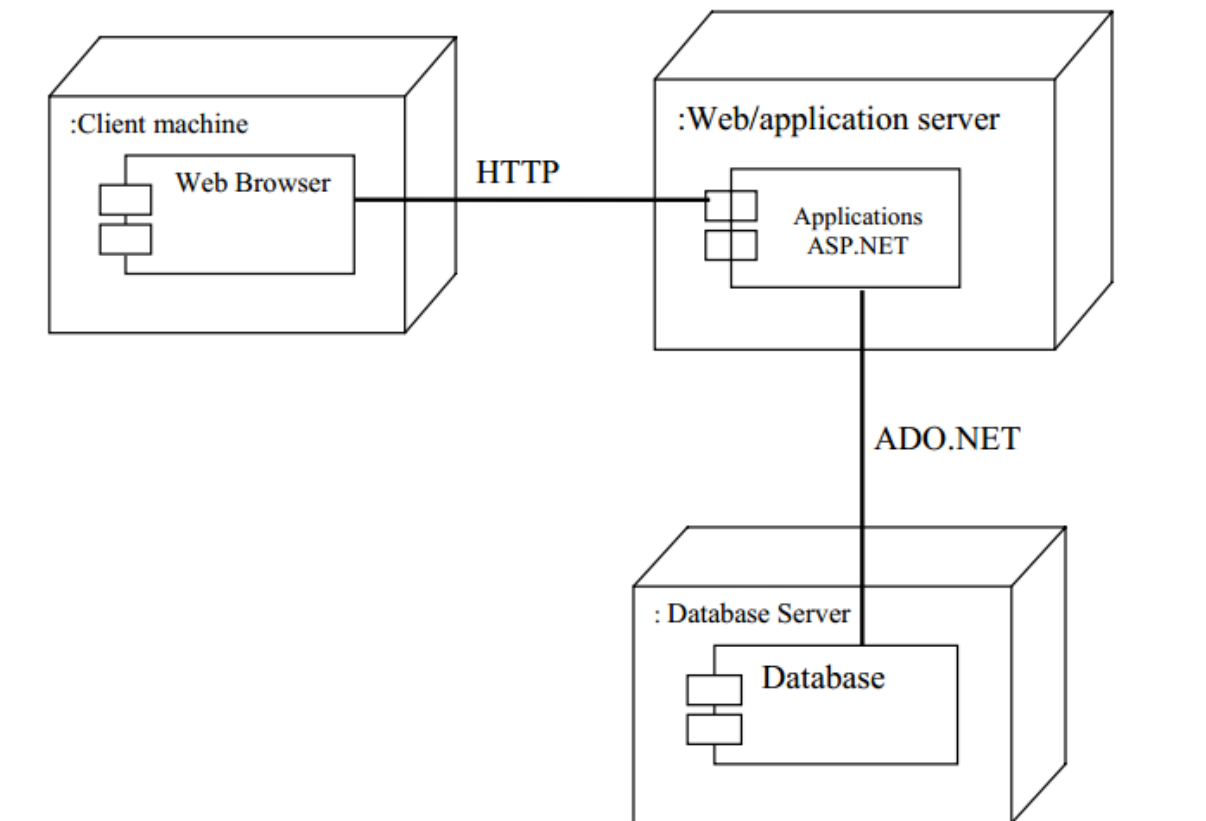 :Client machine
Web Browser
HTTP
:Web/application server
Applications
ASP.NET
ADO.NET
: Database Server
Database